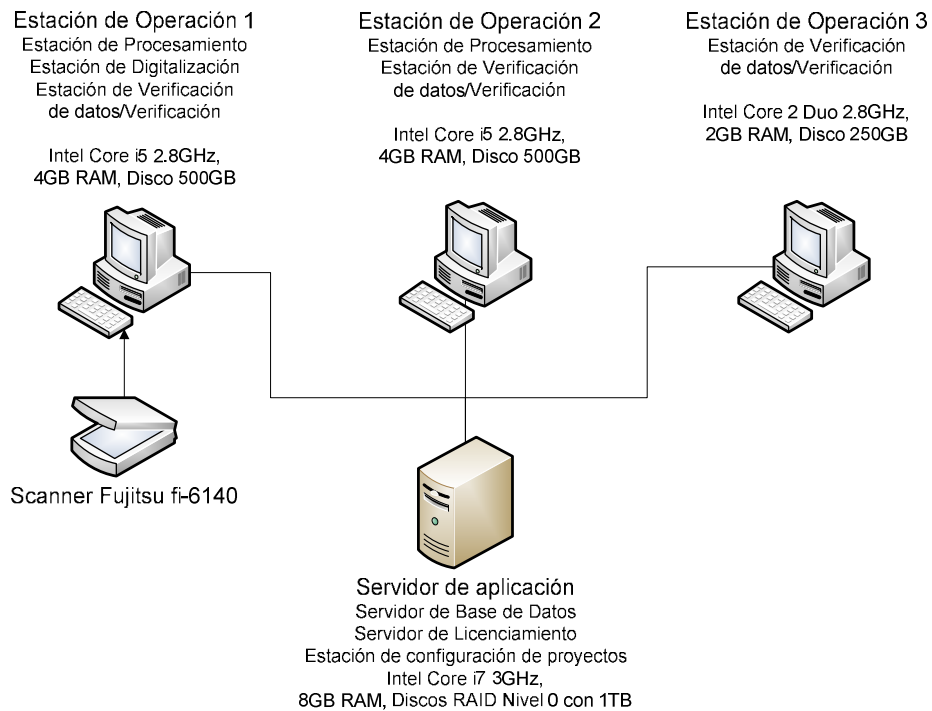 Estación de Operación 1
Estación de Procesamiento
Estación de Digitalización
Estación de Verificación
de datos/Verificación
Intel Core i5 2.8GHz,
4GB RAM, Disco 500GB
Estación de Operación 2
Estación de Procesamiento
Estación de Verificación
de datos/Verificación
Intel Core i5 2.8GHz,
4GB RAM, Disco 500GB
Estación de Operación 3
Estación de Verificación
de datos/Verificación
Intel Core 2 Duo 2.8GHz,
2GB RAM, Disco 250GB
Scanner Fujitsu fi-6140
Servidor de aplicación
Servidor de Base de Datos
Servidor de Licenciamiento
Estación de configuración de proyectos
Intel Core i7 3GHz,
8GB RAM, Discos RAID Nivel 0 con 1TB